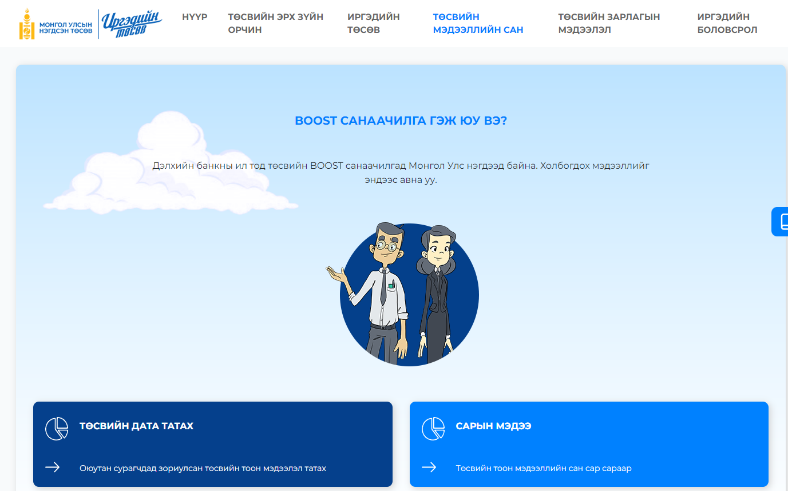 МОНГОЛ УЛСЫН
НЭГДСЭН ТӨСӨВ
Иргэдийн
төсөв
НҮҮР
ТӨСВИЙН ЭРХ ЗҮЙН
ОРЧИН
ИРГЭДИЙН
ТӨСӨВ
ТӨСВИЙН
МЭДЭЭЛЛИЙН САН
ТӨСВИЙН ЗАРЛАГЫН
МЭДЭЭЛЭЛ
ИРГЭДИЙН
БОЛОВСРОЛ
BOOST САНААЧИЛГА ГЭЖ ЮУ ВЭ?
Дэлхийн банкны ил тод төсвийн BOOST санаачилгад Монгол Улс нэгдээд байна. Холбогдох мэдээллийг
эндээс авна уу.
ТӨСВИЙН ДАТА ТАТАХ
Оюутан сурагчдад зориулсан төсвийн тоон мэдээлэл татах
САРЫН МЭДЭЭ
Төсвийн тоон мэдээллийн сан сар сараар